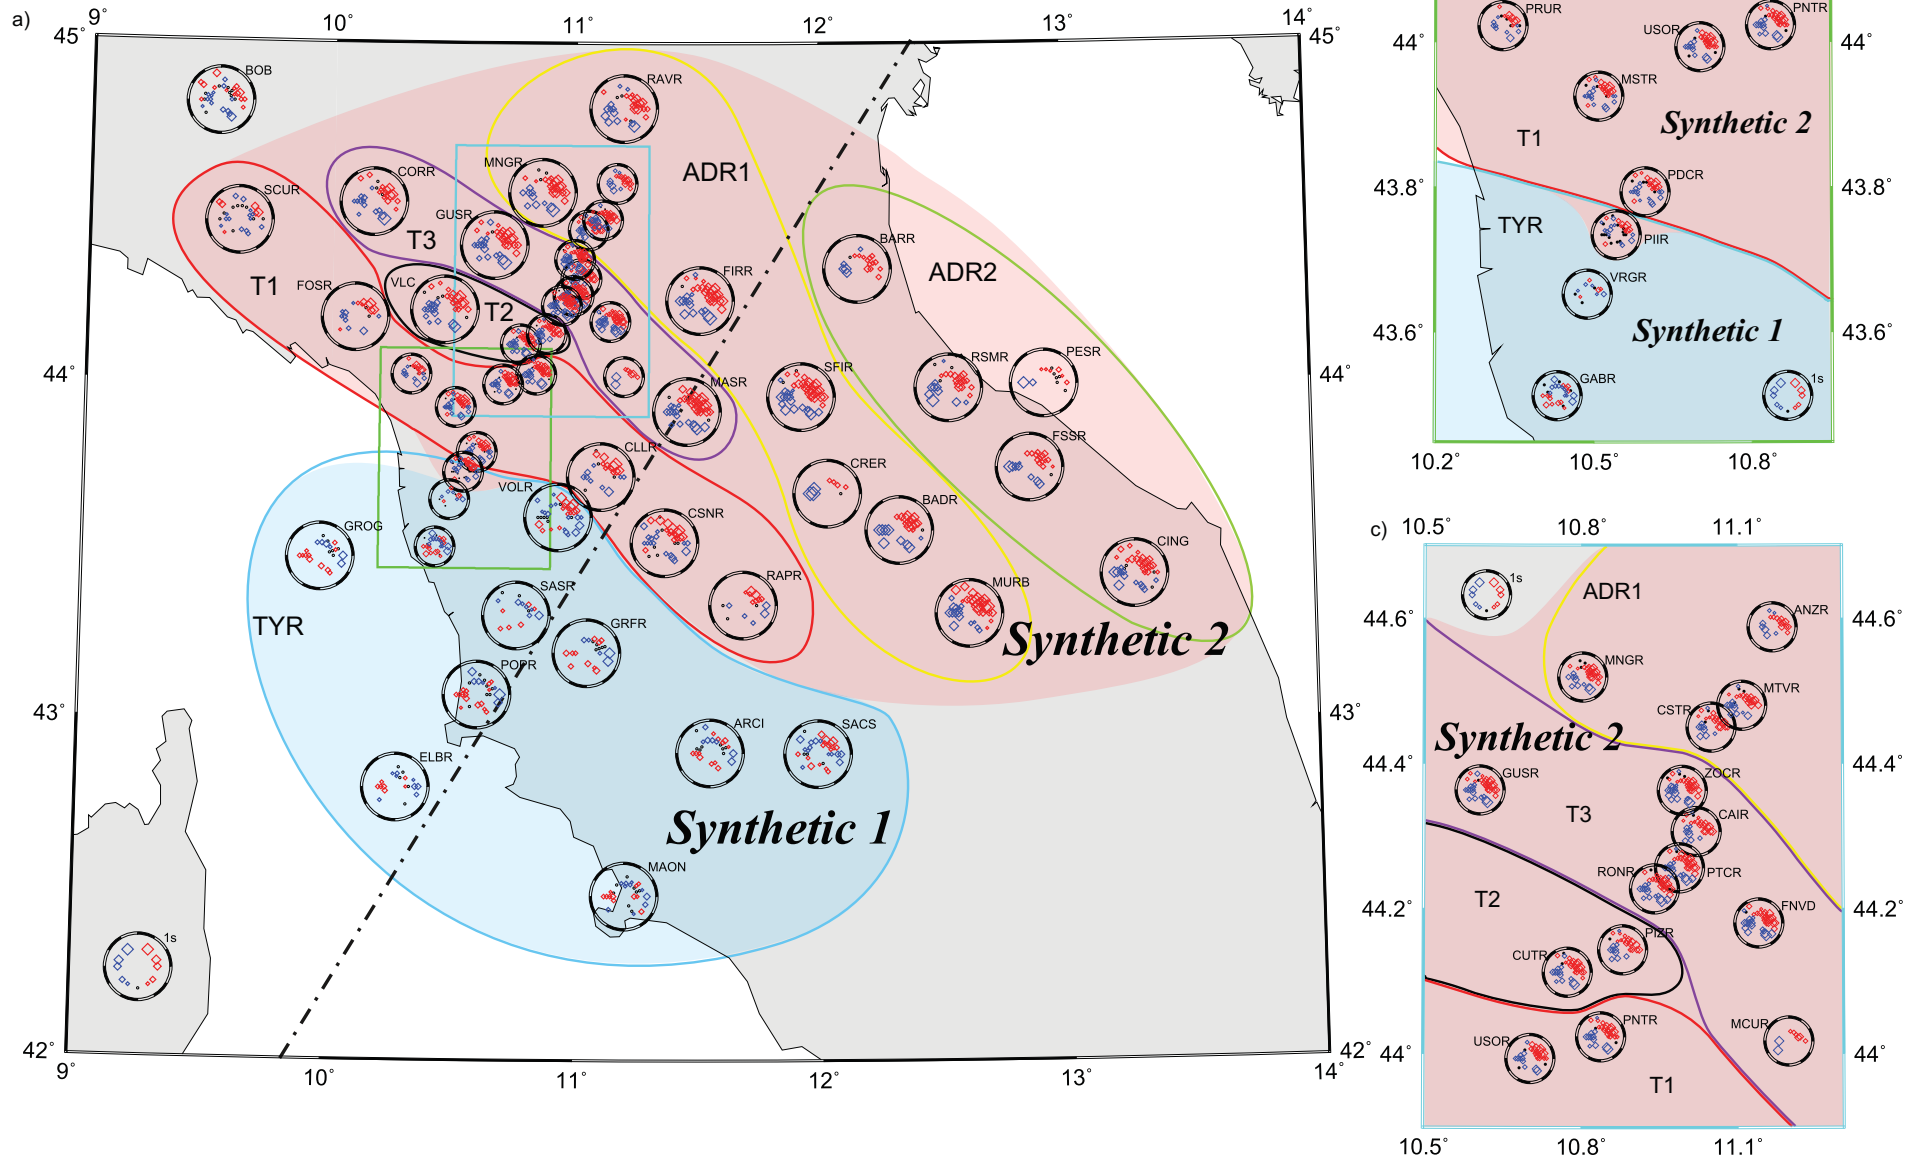 a)
9°
10°
11°
12°
13°
14°
45°
45°
BOB
RAVR
MNGR
ADR1
CORR
SCUR
GUSR
T3
BARR
ADR2
FIRR
T1
FOSR
VLC
T2
44°
44°
RSMR
PESR
SFIR
MASR
CLLR
FSSR
CRER
VOLR
BADR
CSNR
GROG
CING
RAPR
MURB
SASR
TYR
GRFR
Synthetic 2
POPR
43°
43°
ARCI
SACS
ELBR
Synthetic 1
MAON
1s
42°
42°
9°
10°
11°
12°
13°
14°
PRUR
PNTR
USOR
44°
44°
MSTR
Synthetic 2
T1
PDCR
43.8°
43.8°
TYR
PIIR
VRGR
Synthetic 1
43.6°
43.6°
GABR
1s
10.2°
10.5°
10.8°
c)
10.5°
10.8°
11.1°
1s
ADR1
ANZR
44.6°
44.6°
MNGR
MTVR
CSTR
Synthetic 2
44.4°
44.4°
GUSR
ZOCR
T3
CAIR
RONR
PTCR
T2
FNVD
44.2°
44.2°
PIZR
CUTR
PNTR
MCUR
USOR
44°
44°
T1
10.5°
10.8°
11.1°